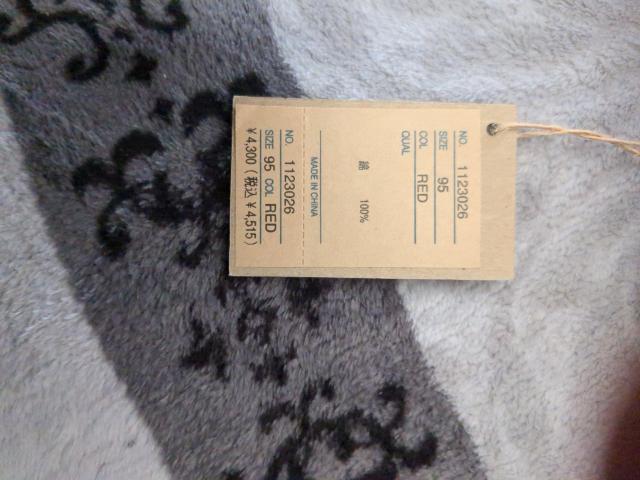 NO. 1123026
SIZE 95
COL RED
QUAL
綿 100%
MADE IN CHINA
NO. 1123026
SIZE 95 COL RED
¥4,300(税込¥4,515)